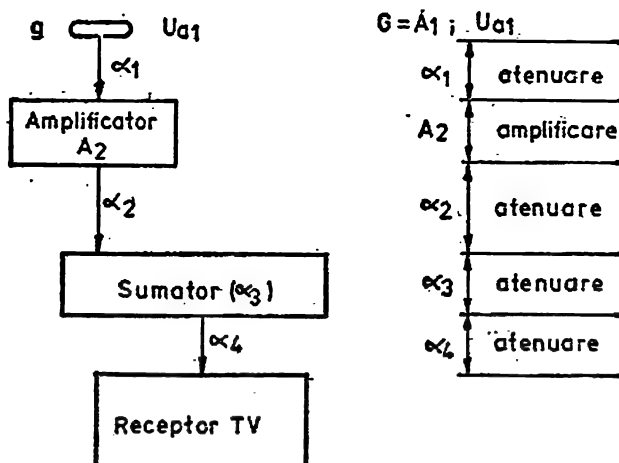 g Ua1
α1
Amplificator
A2
α2
Sumator (α3)
α4
Receptor TV
G = Á1 ; Ua1
α1 atenuare
A2 amplificare
α2 atenuare
α3 atenuare
α4 atenuare